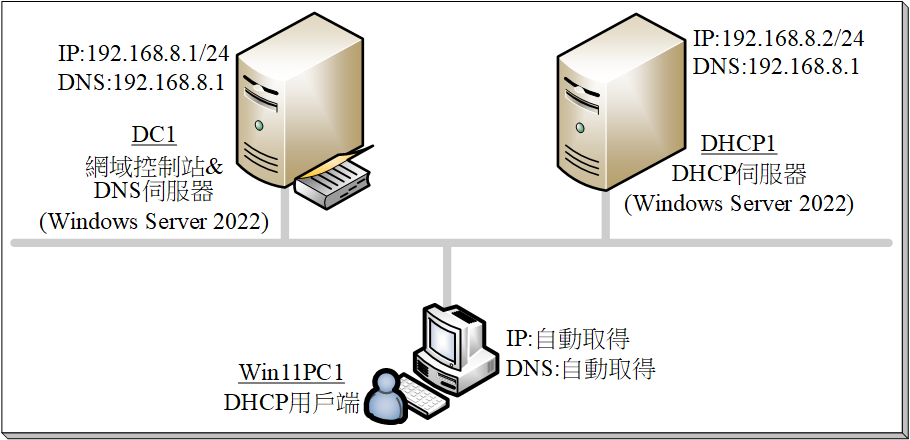 IP:192.168.8.1/24
DNS:192.168.8.1
DC1
網域控制站&
DNS伺服器
(Windows Server 2022)
IP:192.168.8.2/24
DNS:192.168.8.1
DHCP1
DHCP伺服器
(Windows Server 2022)
Win11PC1
DHCP用戶端
IP:自動取得
DNS:自動取得